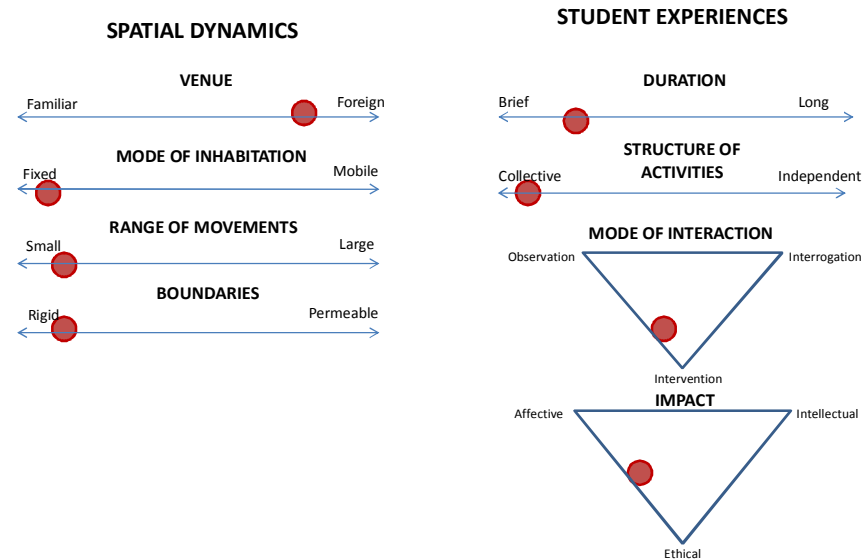 SPATIAL DYNAMICS
VENUE
Familiar
Foreign
MODE OF INHABITATION
Fixed
Mobile
RANGE OF MOVEMENTS
Small
Large
BOUNDARIES
Rigid
Permeable
STUDENT EXPERIENCES
DURATION
Brief
Long
STRUCTURE OF
ACTIVITIES
Collective
Independent
MODE OF INTERACTION
Observation
Interrogation
Intervention
IMPACT
Affective
Intellectual
Ethical